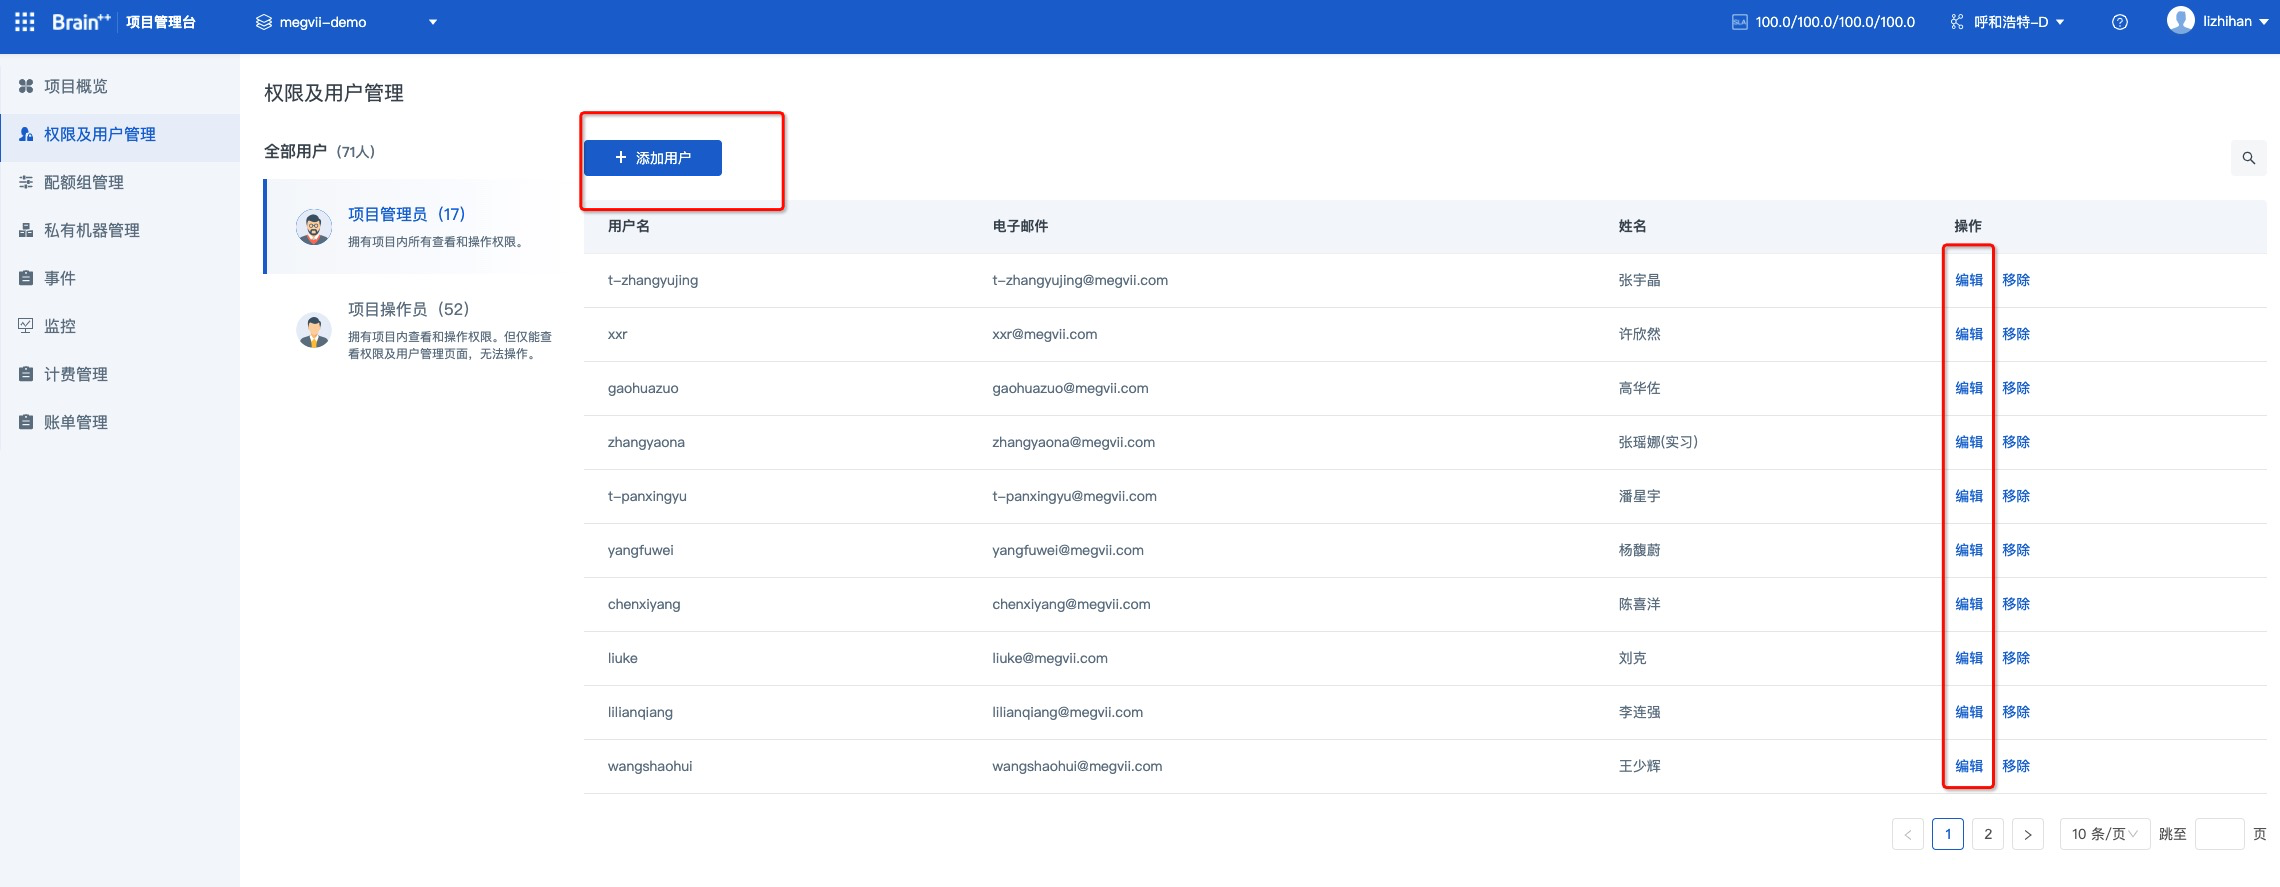 Brain++ 项目管理台 megvii-demo SLA 100.0/100.0/100.0/100.0 呼和浩特-D lizhihan
项目概览
权限及用户管理
配额组管理
私有机器管理
事件
监控
计费管理
账单管理
权限及用户管理
全部用户 (71人)
项目管理员 (17)
拥有项目内所有查看和操作权限。
项目操作员 (52)
拥有项目内查看和操作权限。但仅能查
看权限及用户管理页面，无法操作。
+ 添加用户
用户名 电子邮件 姓名 操作
t-zhangyujing t-zhangyujing@megvii.com 张宇晶 编辑 移除
xxr xxr@megvii.com 许欣然 编辑 移除
gaohuazuo gaohuazuo@megvii.com 高华佐 编辑 移除
zhangyaona zhangyaona@megvii.com 张瑶娜(实习) 编辑 移除
t-panxingyu t-panxingyu@megvii.com 潘星宇 编辑 移除
yangfuwei yangfuwei@megvii.com 杨馥蔚 编辑 移除
chenxiyang chenxiyang@megvii.com 陈喜洋 编辑 移除
liuke liuke@megvii.com 刘克 编辑 移除
lilianqiang lilianqiang@megvii.com 李连强 编辑 移除
wangshaohui wangshaohui@megvii.com 王少辉 编辑 移除
< 1 2 > 10 条/页 跳至 页